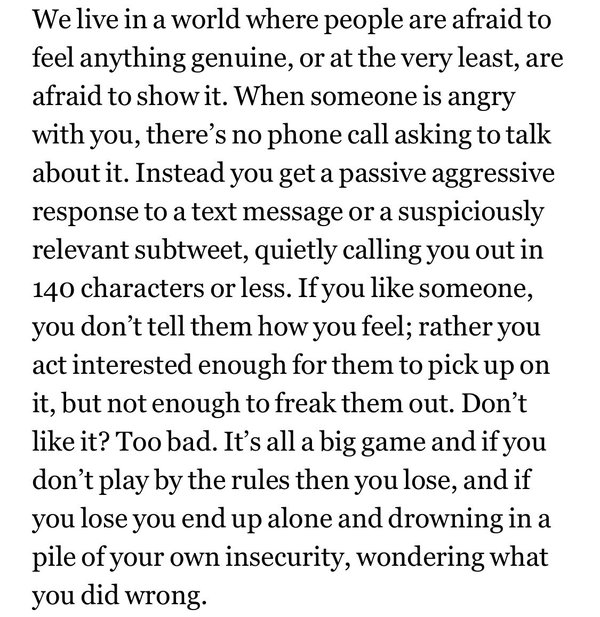 We live in a world where people are afraid to
feel anything genuine, or at the very least, are
afraid to show it. When someone is angry
with you, there’s no phone call asking to talk
about it. Instead you get a passive aggressive
response to a text message or a suspiciously
relevant subtweet, quietly calling you out in
140 characters or less. If you like someone,
you don’t tell them how you feel; rather you
act interested enough for them to pick up on
it, but not enough to freak them out. Don’t
like it? Too bad. It’s all a big game and if you
don’t play by the rules then you lose, and if
you lose you end up alone and drowning in a
pile of your own insecurity, wondering what
you did wrong.